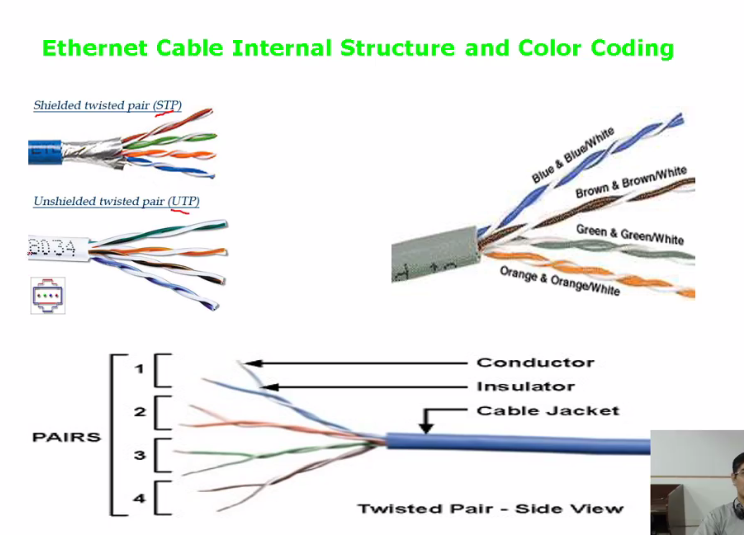 Ethernet Cable Internal Structure and Color Coding
Shielded twisted pair (STP)
Unshielded twisted pair (UTP)
Blue & Blue/White
Brown & Brown/White
Green & Green/White
Orange & Orange/White
PAIRS
1
2
3
4
Conductor
Insulator
Cable Jacket
Twisted Pair - Side View